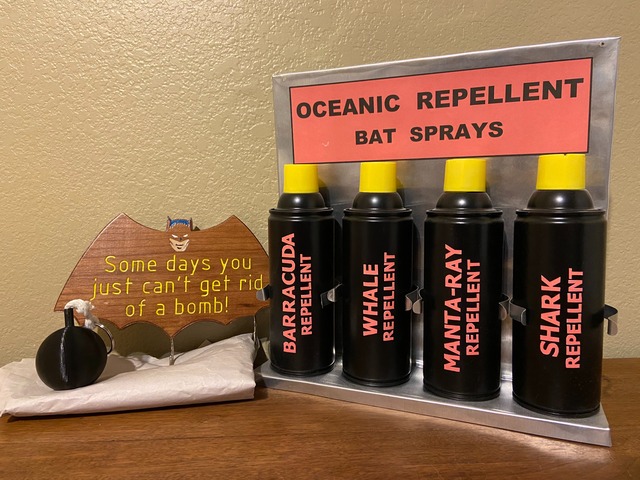 OCEANIC REPELLENT
BAT SPRAYS
Some days you
just can't get rid
of a bomb!
BARRACUDA
REPELLENT
WHALE
REPELLENT
MANTA-RAY
REPELLENT
SHARK
REPELLENT